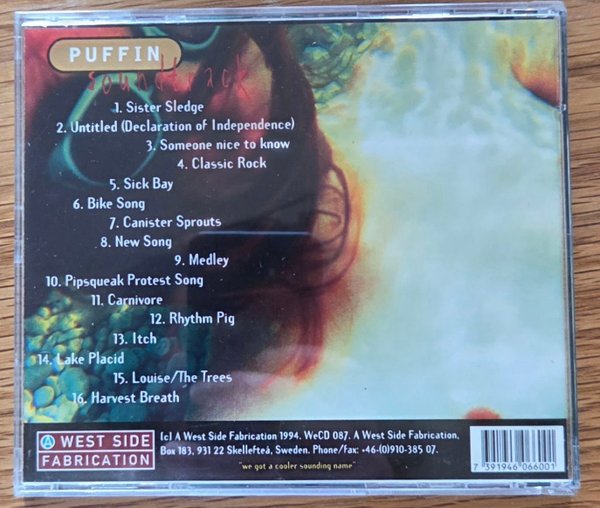 PUFFIN
soundtrack
1. Sister Sledge
2. Untitled (Declaration of Independence)
3. Someone nice to know
4. Classic Rock
5. Sick Bay
6. Bike Song
7. Canister Sprouts
8. New Song
9. Medley
10. Pipsqueak Protest Song
11. Carnivore
12. Rhythm Pig
13. Itch
14. Lake Placid
15. Louise/The Trees
16. Harvest Breath
A WEST SIDE
FABRICATION
(c) A West Side Fabrication 1994. WeCD 087. A West Side Fabrication,
Box 183, 931 22 Skellefteå, Sweden. Phone/fax: +46-(0)910-385 07.
"we got a cooler sounding name"
7 391946 066001